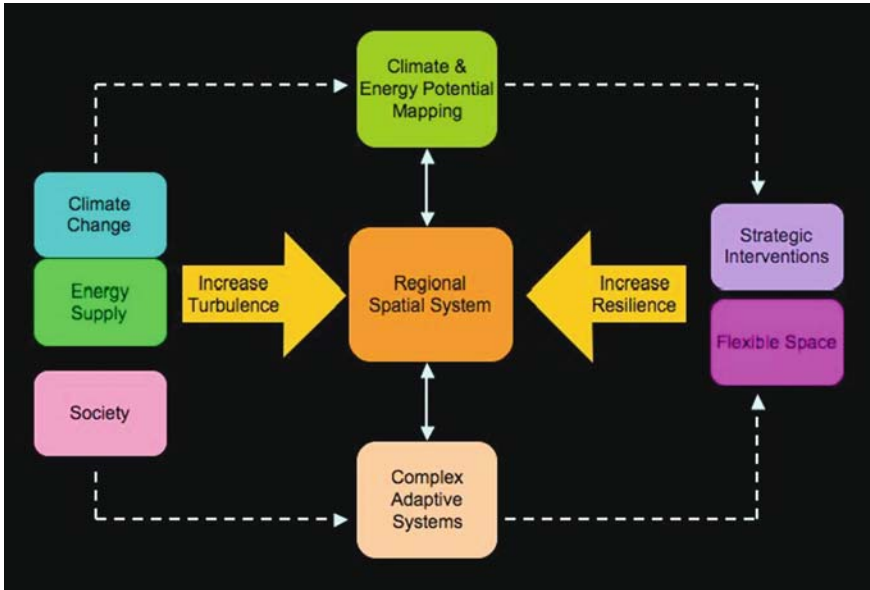 Climate &
Energy Potential
Mapping
Climate
Change
Energy
Supply
Society
Increase
Turbulence
Regional
Spatial System
Increase
Resilience
Strategic
Interventions
Flexible Space
Complex
Adaptive
Systems